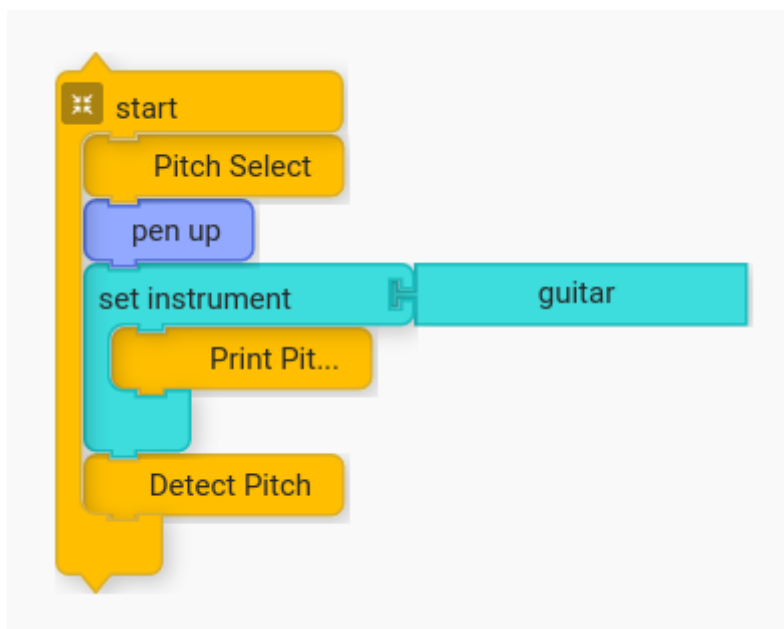 start
Pitch Select
pen up
set instrument guitar
Print Pit...
Detect Pitch